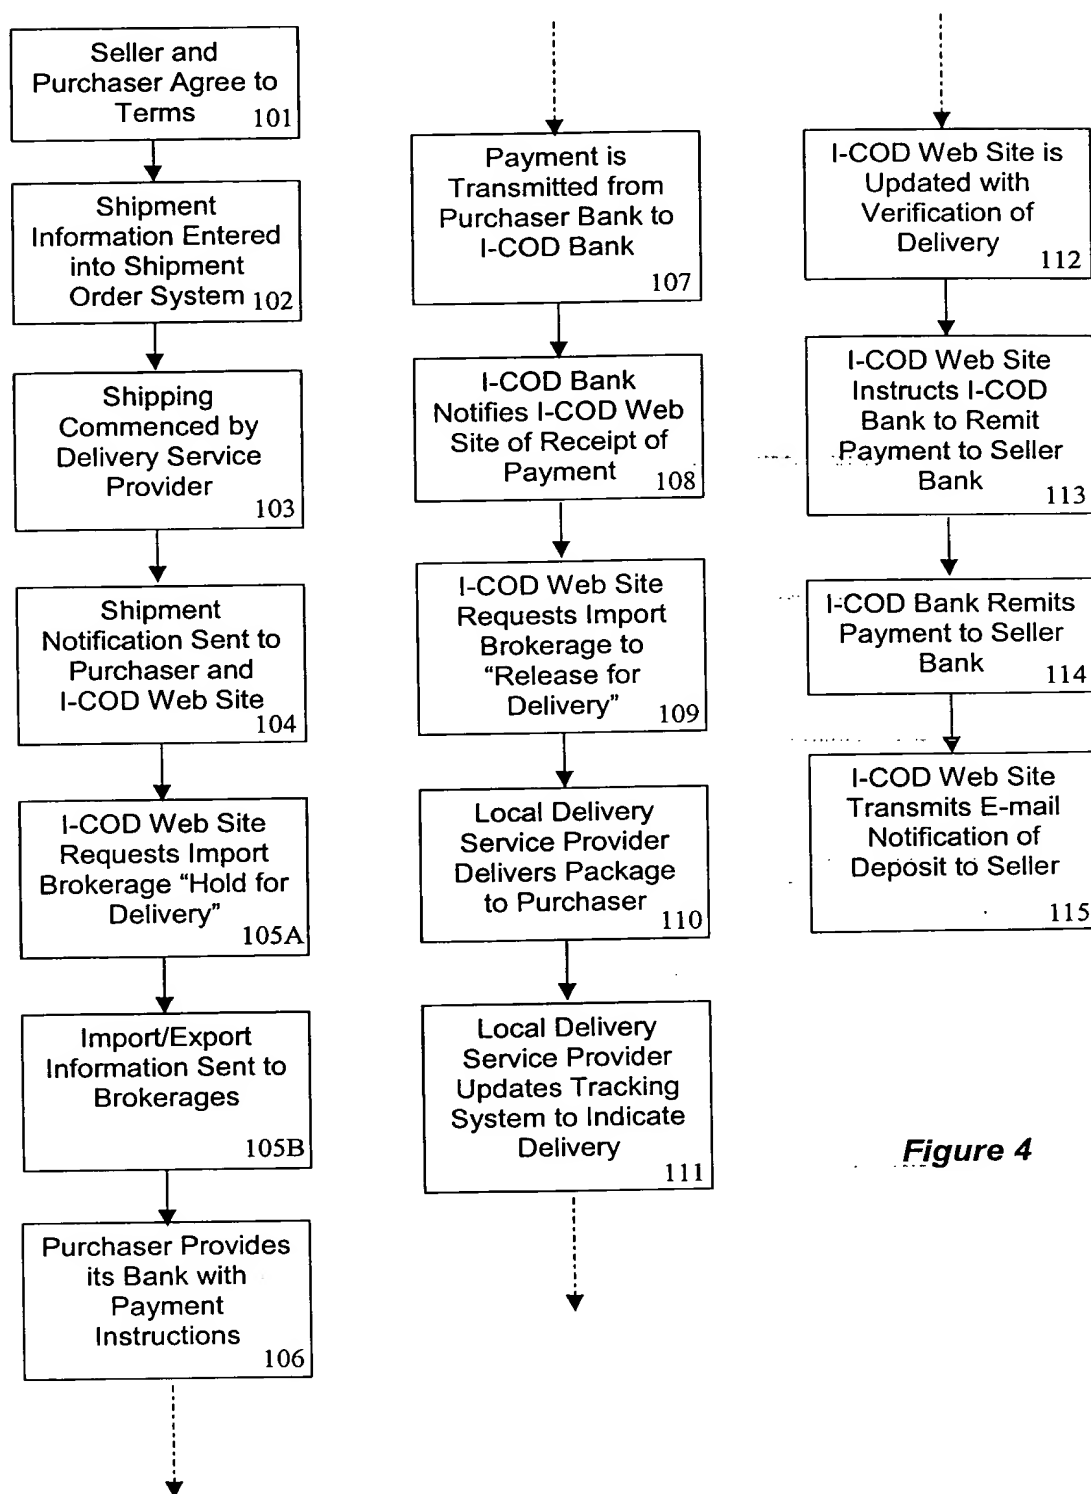 Seller and
Purchaser Agree to
Terms
101
Shipment
Information Entered
into Shipment
Order System
102
Shipping
Commenced by
Delivery Service
Provider
103
Shipment
Notification Sent to
Purchaser and
I-COD Web Site
104
I-COD Web Site
Requests Import
Brokerage “Hold for
Delivery”
105A
Import/Export
Information Sent to
Brokerages
105B
Purchaser Provides
its Bank with
Payment
Instructions
106
Payment is
Transmitted from
Purchaser Bank to
I-COD Bank
107
I-COD Bank
Notifies I-COD Web
Site of Receipt of
Payment
108
I-COD Web Site
Requests Import
Brokerage to
“Release for
Delivery”
109
Local Delivery
Service Provider
Delivers Package
to Purchaser
110
Local Delivery
Service Provider
Updates Tracking
System to Indicate
Delivery
111
I-COD Web Site is
Updated with
Verification of
Delivery
112
I-COD Web Site
Instructs I-COD
Bank to Remit
Payment to Seller
Bank
113
I-COD Bank Remits
Payment to Seller
Bank
114
I-COD Web Site
Transmits E-mail
Notification of
Deposit to Seller
115
Figure 4